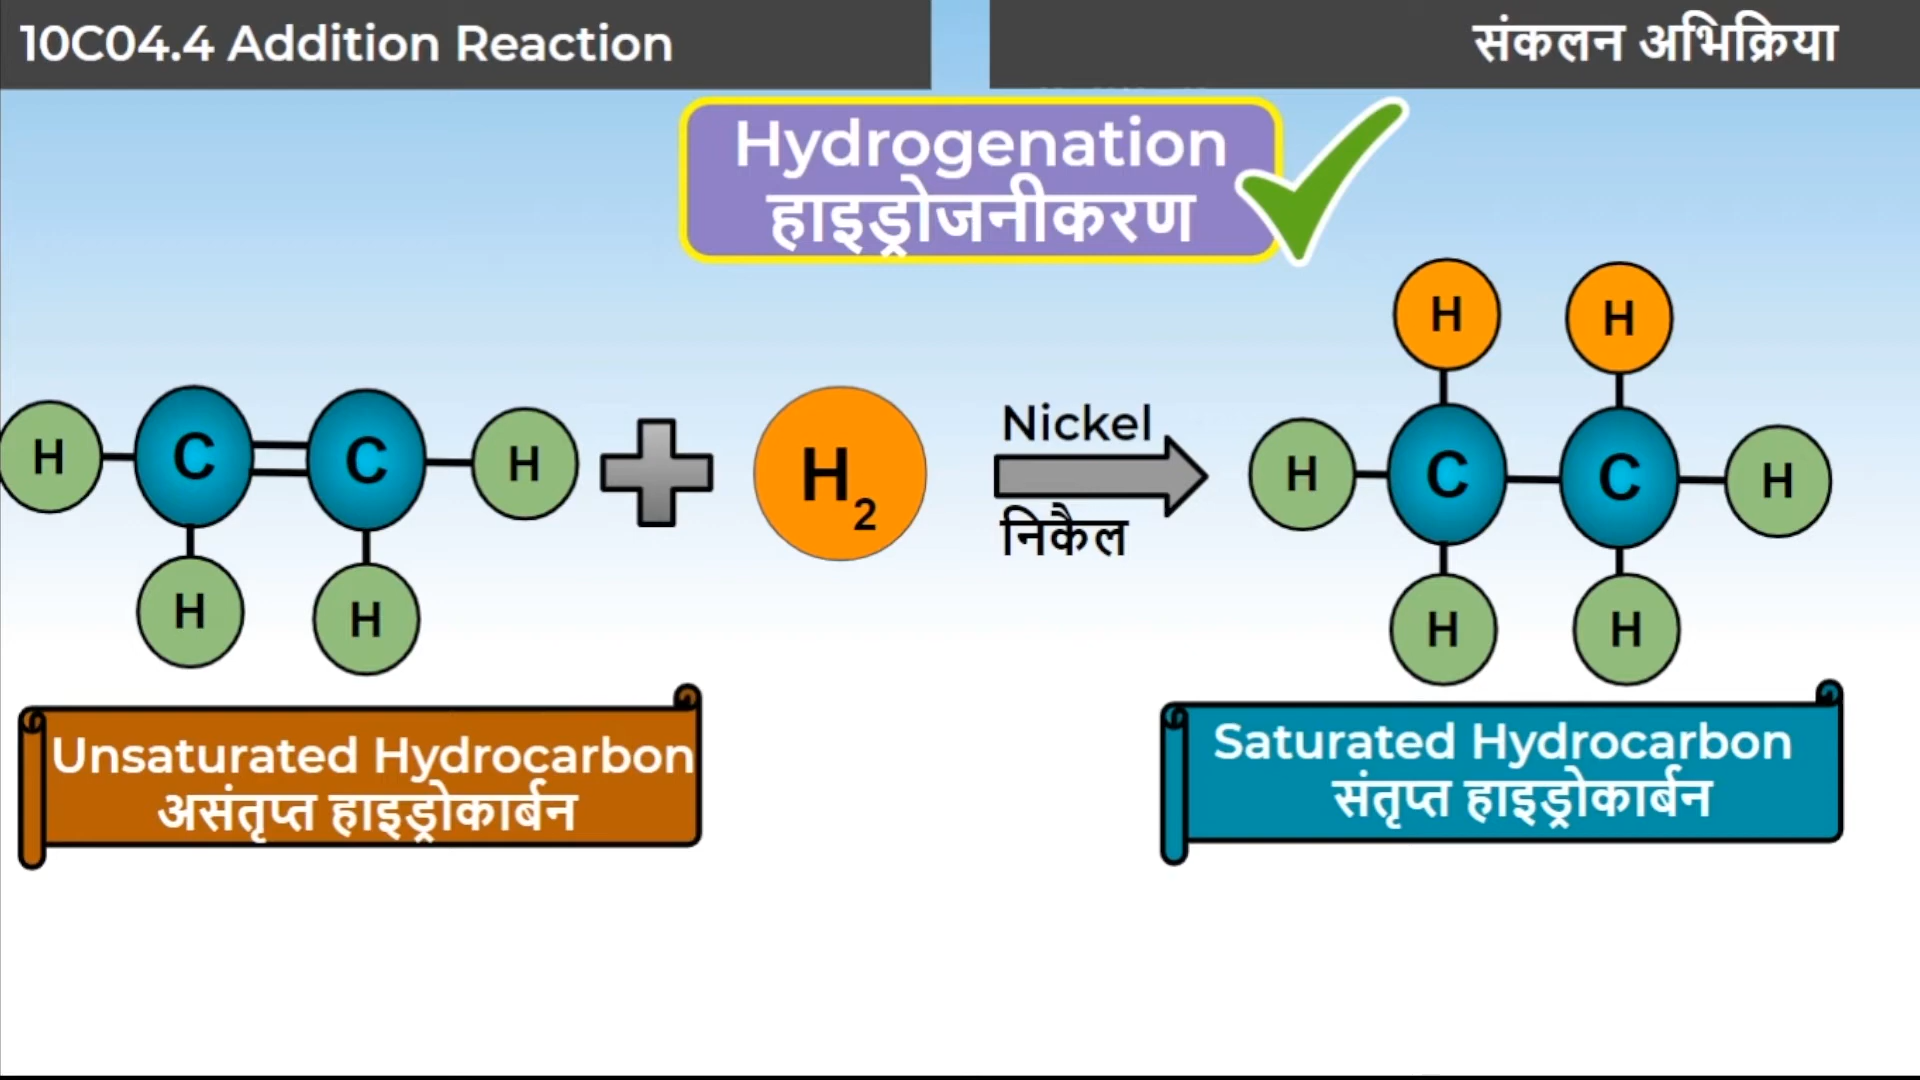 10C04.4 Addition Reaction
संकलन अभिक्रिया
Hydrogenation
हाइड्रोजनीकरण
H
H
H C C H
H2
Nickel
निकैल
H C C H
H H
H H
Unsaturated Hydrocarbon
असंतृप्त हाइड्रोकार्बन
Saturated Hydrocarbon
संतृप्त हाइड्रोकार्बन